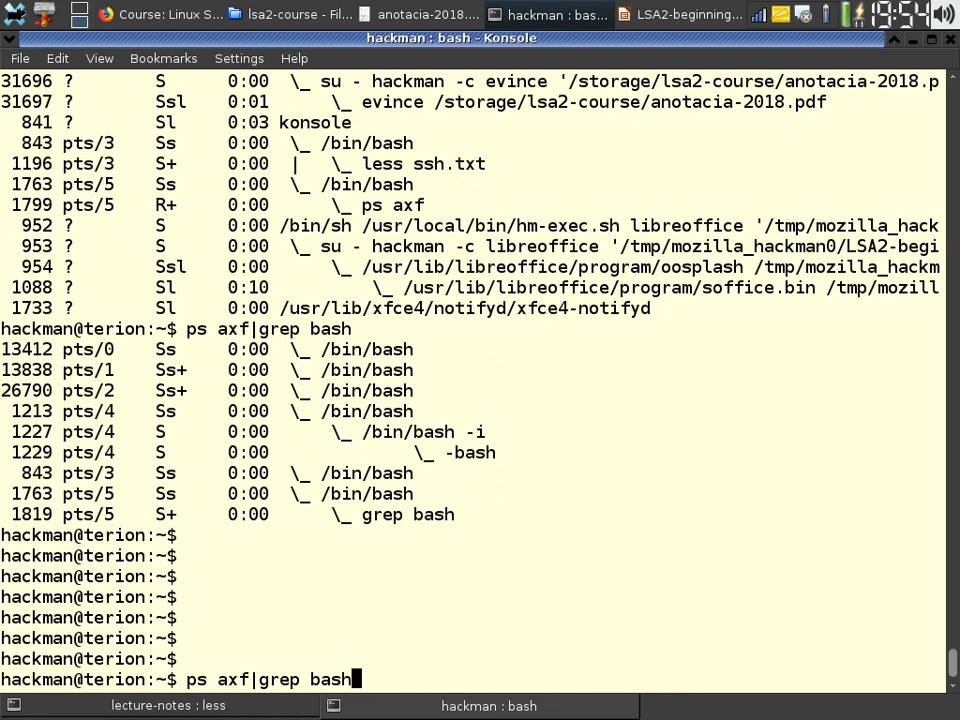 Course: Linux S...
lsa2-course - Fil...
anotacia-2018....
hackman : bas...
LSA2-beginning...
18:54
hackman : bash - Konsole
File Edit View Bookmarks Settings Help
31696 ? S 0:00 \_ su - hackman -c evince '/storage/lsa2-course/anotacia-2018.p
31697 ? Ssl 0:01 \_ evince /storage/lsa2-course/anotacia-2018.pdf
841 ? Sl 0:03 konsole
843 pts/3 Ss 0:00 \_ /bin/bash
1196 pts/3 S+ 0:00 | \_ less ssh.txt
1763 pts/5 Ss 0:00 \_ /bin/bash
1799 pts/5 R+ 0:00 \_ ps axf
952 ? S 0:00 /bin/sh /usr/local/bin/hm-exec.sh libreoffice '/tmp/mozilla_hack
953 ? S 0:00 \_ su - hackman -c libreoffice '/tmp/mozilla_hackman0/LSA2-begi
954 ? Ssl 0:00 \_ /usr/lib/libreoffice/program/oosplash /tmp/mozilla_hackm
1088 ? Sl 0:10 \_ /usr/lib/libreoffice/program/soffice.bin /tmp/mozill
1733 ? Sl 0:00 /usr/lib/xfce4/notifyd/xfce4-notifyd
hackman@terion:~$ ps axf|grep bash
13412 pts/0 Ss 0:00 \_ /bin/bash
13838 pts/1 Ss+ 0:00 \_ /bin/bash
26790 pts/2 Ss+ 0:00 \_ /bin/bash
1213 pts/4 Ss 0:00 \_ /bin/bash
1227 pts/4 S 0:00 \_ /bin/bash -i
1229 pts/4 S 0:00 \_ -bash
843 pts/3 Ss 0:00 \_ /bin/bash
1763 pts/5 Ss 0:00 \_ /bin/bash
1819 pts/5 S+ 0:00 \_ grep bash
hackman@terion:~$
hackman@terion:~$
hackman@terion:~$
hackman@terion:~$
hackman@terion:~$
hackman@terion:~$
hackman@terion:~$
hackman@terion:~$ ps axf|grep bash
lecture-notes : less
hackman : bash